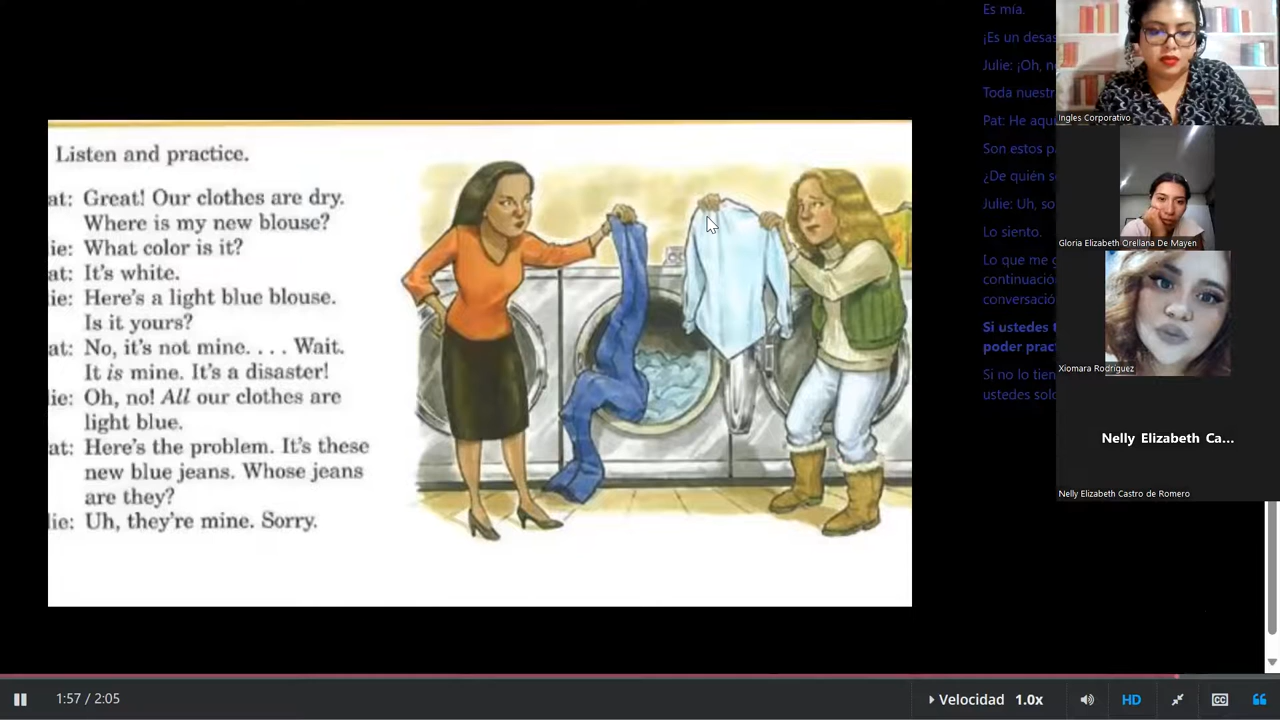 Listen and practice.
at: Great! Our clothes are dry.
Where is my new blouse?
lie: What color is it?
at: It's white.
lie: Here's a light blue blouse.
Is it yours?
at: No, it's not mine. . . . Wait.
It is mine. It's a disaster!
lie: Oh, no! All our clothes are
light blue.
at: Here's the problem. It's these
new blue jeans. Whose jeans
are they?
lie: Uh, they're mine. Sorry.
Es mía.
¡Es un desas
Julie: ¡Oh, n
Toda nuestr
Pat: He aqu
Son estos p
¿De quién s
Julie: Uh, so
Lo siento.
Lo que me g
continuació
conversació
Si ustedes t
poder pract
Si no lo tien
ustedes solo
Ingles Corporativo
Gloria Elizabeth Orellana De Mayen
Xiomara Rodriguez
Nelly Elizabeth Ca...
Nelly Elizabeth Castro de Romero
1:57 / 2:05
Velocidad 1.0x
HD
CC